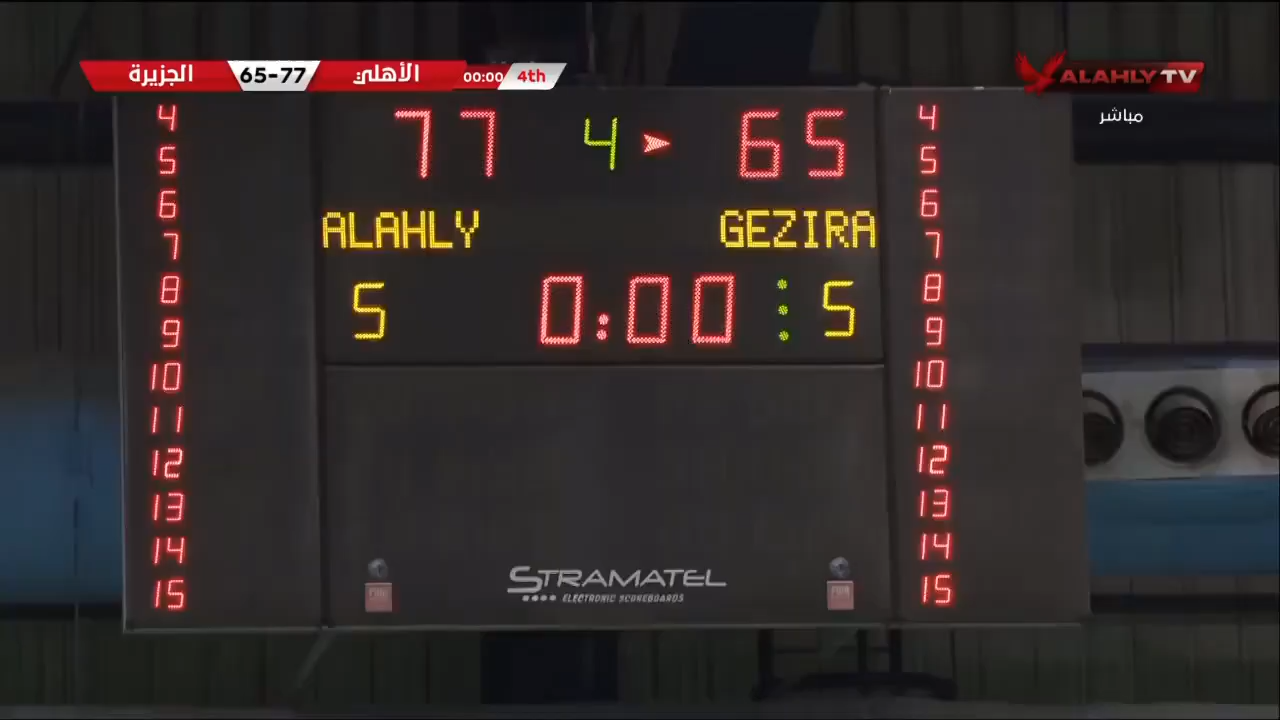 الجزيرة 65-77 الأهلي 00:00 4th
ALAHLY TV
مباشر
77 4 65
ALAHLY GEZIRA
5 0:00 5
4 4
5 5
6 6
7 7
8 8
9 9
10 10
11 11
12 12
13 13
14 14
15 15
STRAMATEL
ELECTRONIC SCOREBOARDS